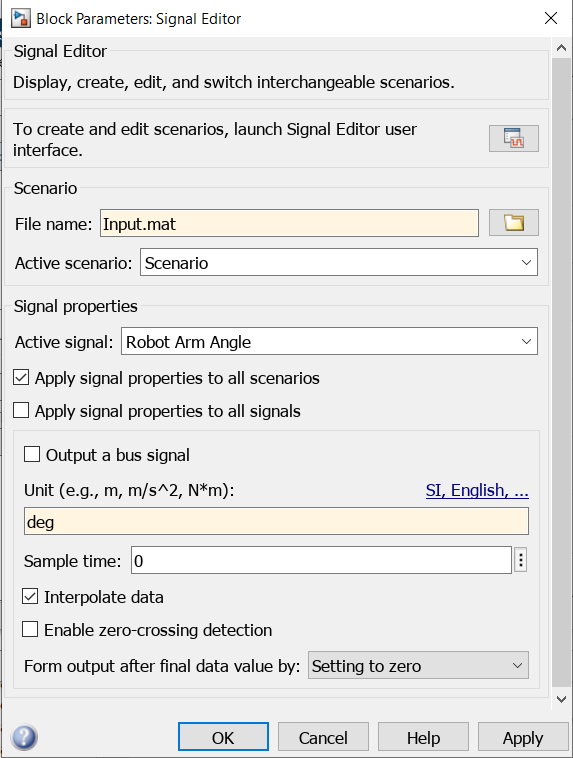 Block Parameters: Signal Editor
Signal Editor
Display, create, edit, and switch interchangeable scenarios.
To create and edit scenarios, launch Signal Editor user
interface.
Scenario
File name: Input.mat
Active scenario: Scenario
Signal properties
Active signal: Robot Arm Angle
Apply signal properties to all scenarios
Apply signal properties to all signals
Output a bus signal
Unit (e.g., m, m/s^2, N*m): SI, English, ...
deg
Sample time: 0
Interpolate data
Enable zero-crossing detection
Form output after final data value by: Setting to zero
OK Cancel Help Apply